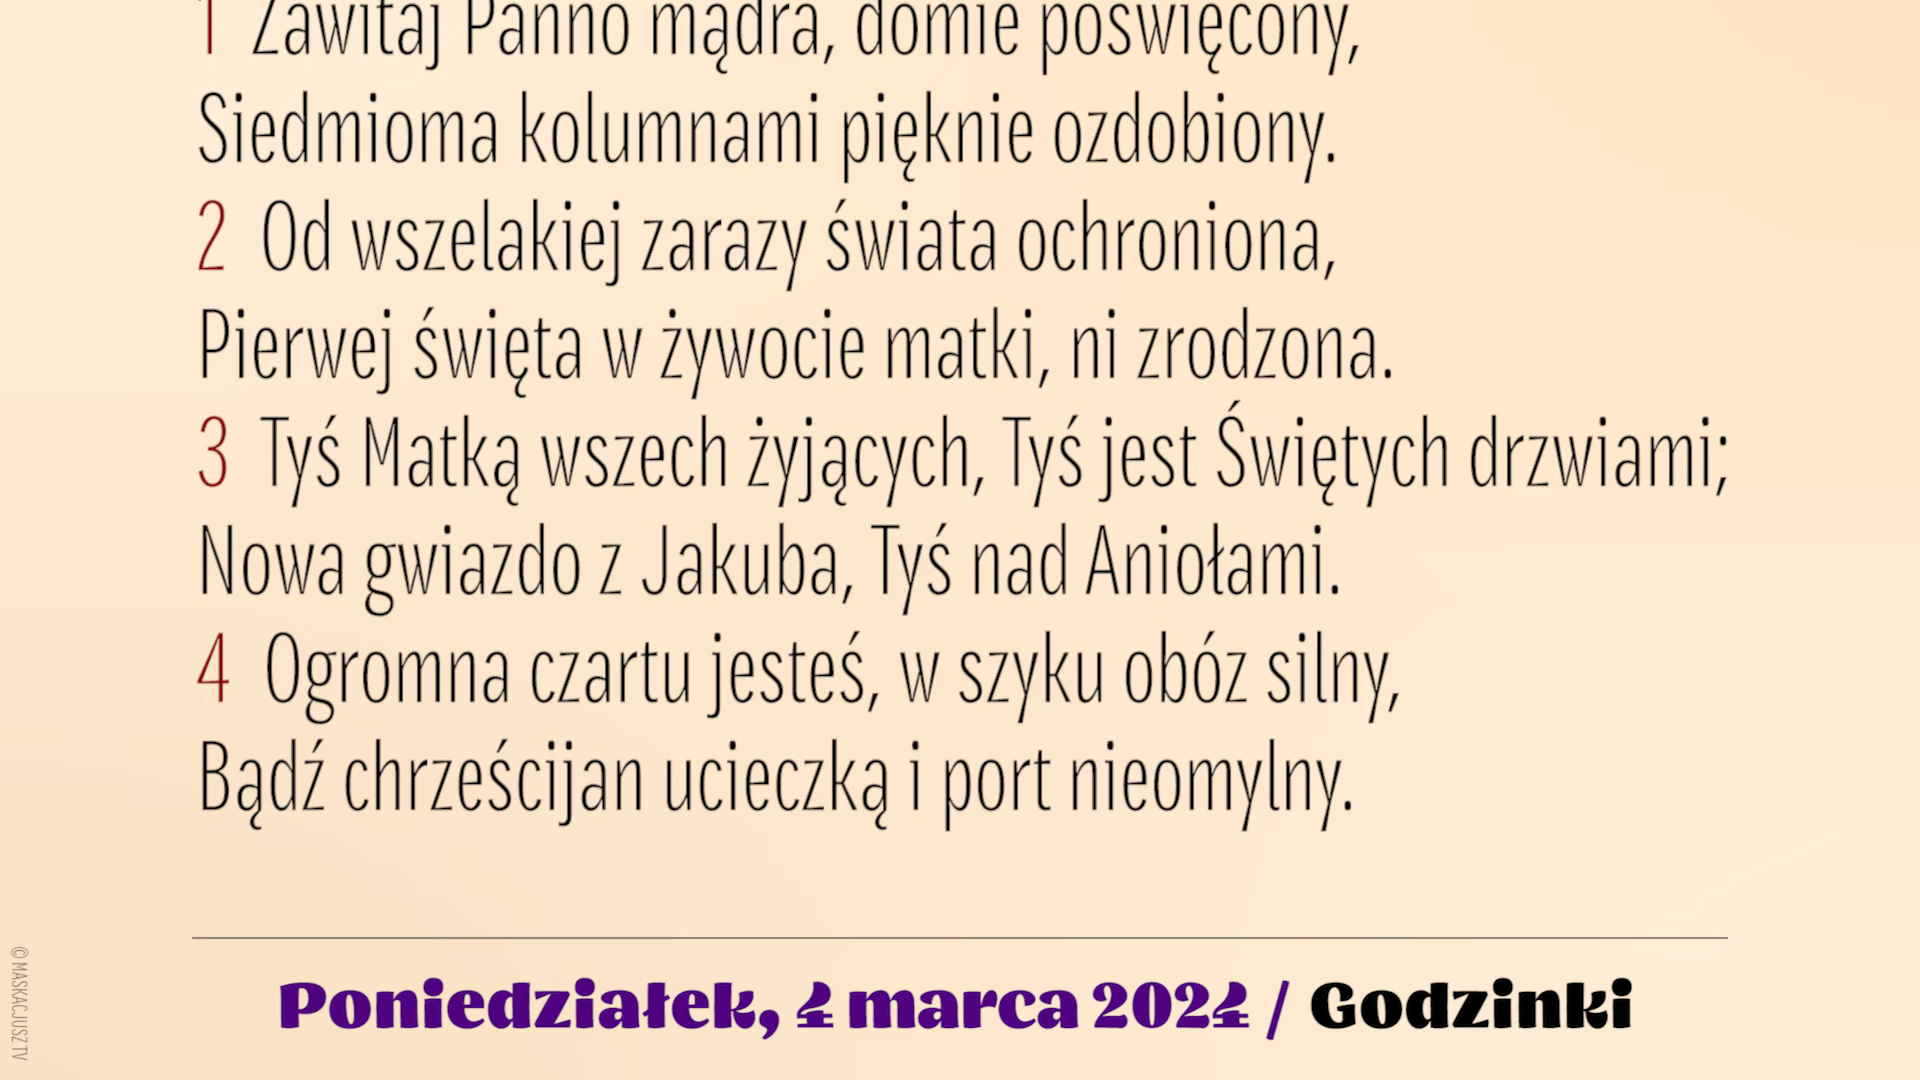 1 Zawitaj Panno mądra, domie poświęcony,
Siedmioma kolumnami pięknie ozdobiony.
2 Od wszelakiej zarazy świata ochroniona,
Pierwej święta w żywocie matki, ni zrodzona.
3 Tyś Matką wszech żyjących, Tyś jest Świętych drzwiami;
Nowa gwiazdo z Jakuba, Tyś nad Aniołami.
4 Ogromna czartu jesteś, w szyku obóz silny,
Bądź chrześcijan ucieczką i port nieomylny.
© MASKACJUSZ TV
Poniedziałek, 4 marca 2024 / Godzinki